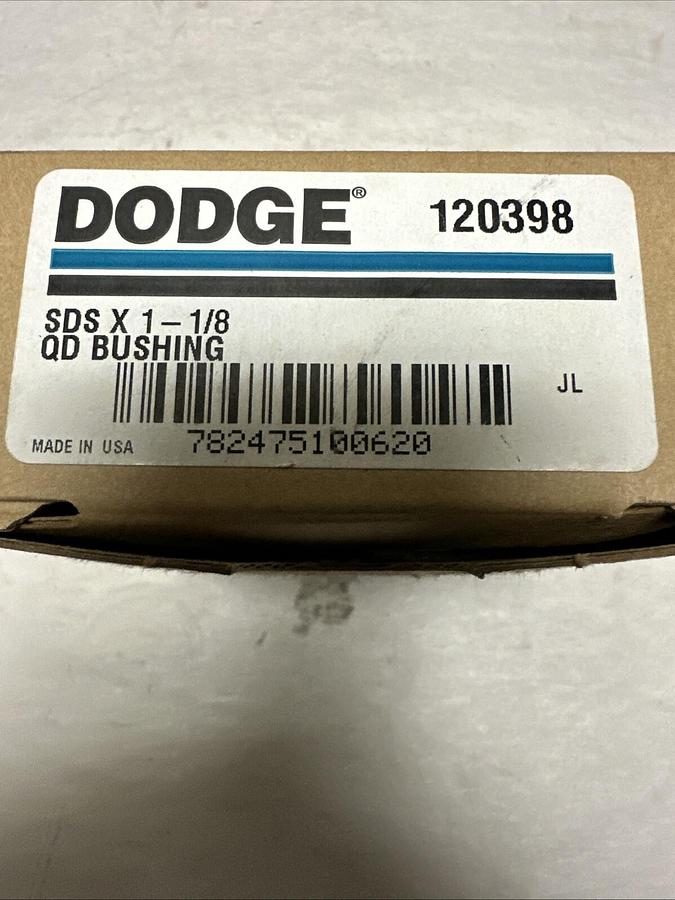 DODGE® 120398
SDS X 1-1/8
QD BUSHING
JL
MADE IN USA 782475100620